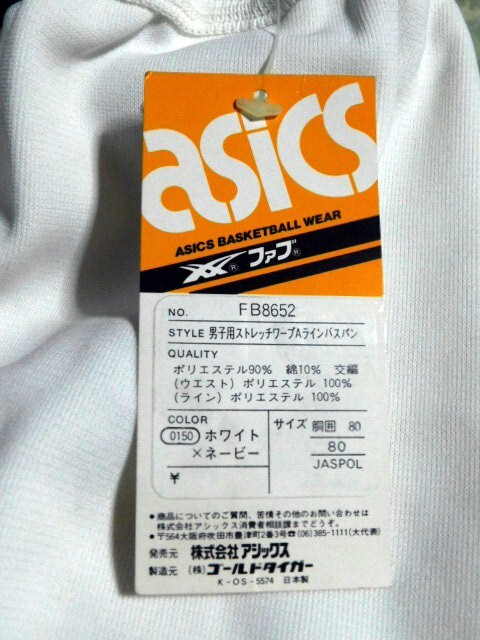 asics
ASICS BASKETBALL WEAR
® ファブ®
NO. FB8652
STYLE 男子用ストレッチワープAラインバスパン
QUALITY
ポリエステル90% 綿10% 交編
(ウエスト) ポリエステル 100%
(ライン) ポリエステル 100%
COLOR
0150 ホワイト
×ネービー
サイズ 胴囲 80
80
JASPOL
¥
●商品についてのご質問、苦情その他のお問い合わせは
株式会社アシックス消費者相談課までどうぞ。
●〒564大阪府吹田市豊津町2番3号☎(06)385-1111(大代表)
発売元 株式会社アシックス
製造元 (株)ゴールドタイガー
K-OS-5574 日本製